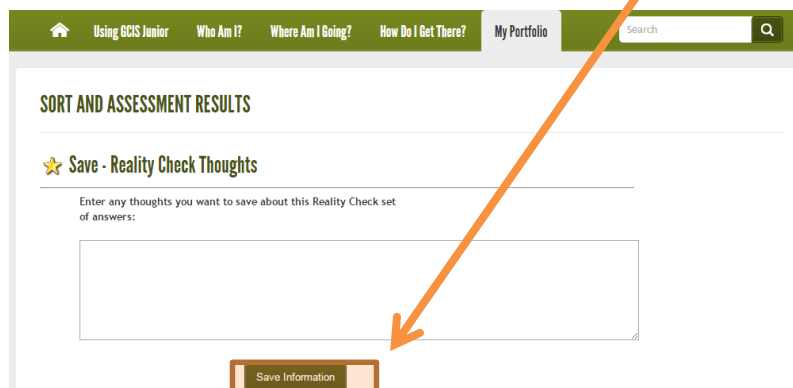 Using GCIS Junior Who Am I? Where Am I Going? How Do I Get There? My Portfolio Search
SORT AND ASSESSMENT RESULTS
Save - Reality Check Thoughts
Enter any thoughts you want to save about this Reality Check set
of answers:
Save Information